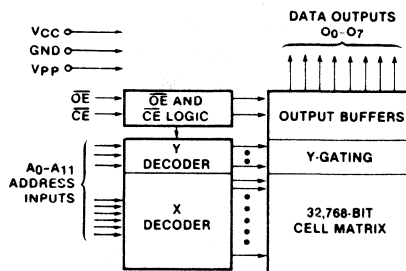 DATA OUTPUTS
O0–O7
VCC
GND
VPP
OE
CE
OE AND
CE LOGIC
OUTPUT BUFFERS
Y
DECODER
Y-GATING
A0–A11
ADDRESS
INPUTS
X
DECODER
32,768-BIT
CELL MATRIX